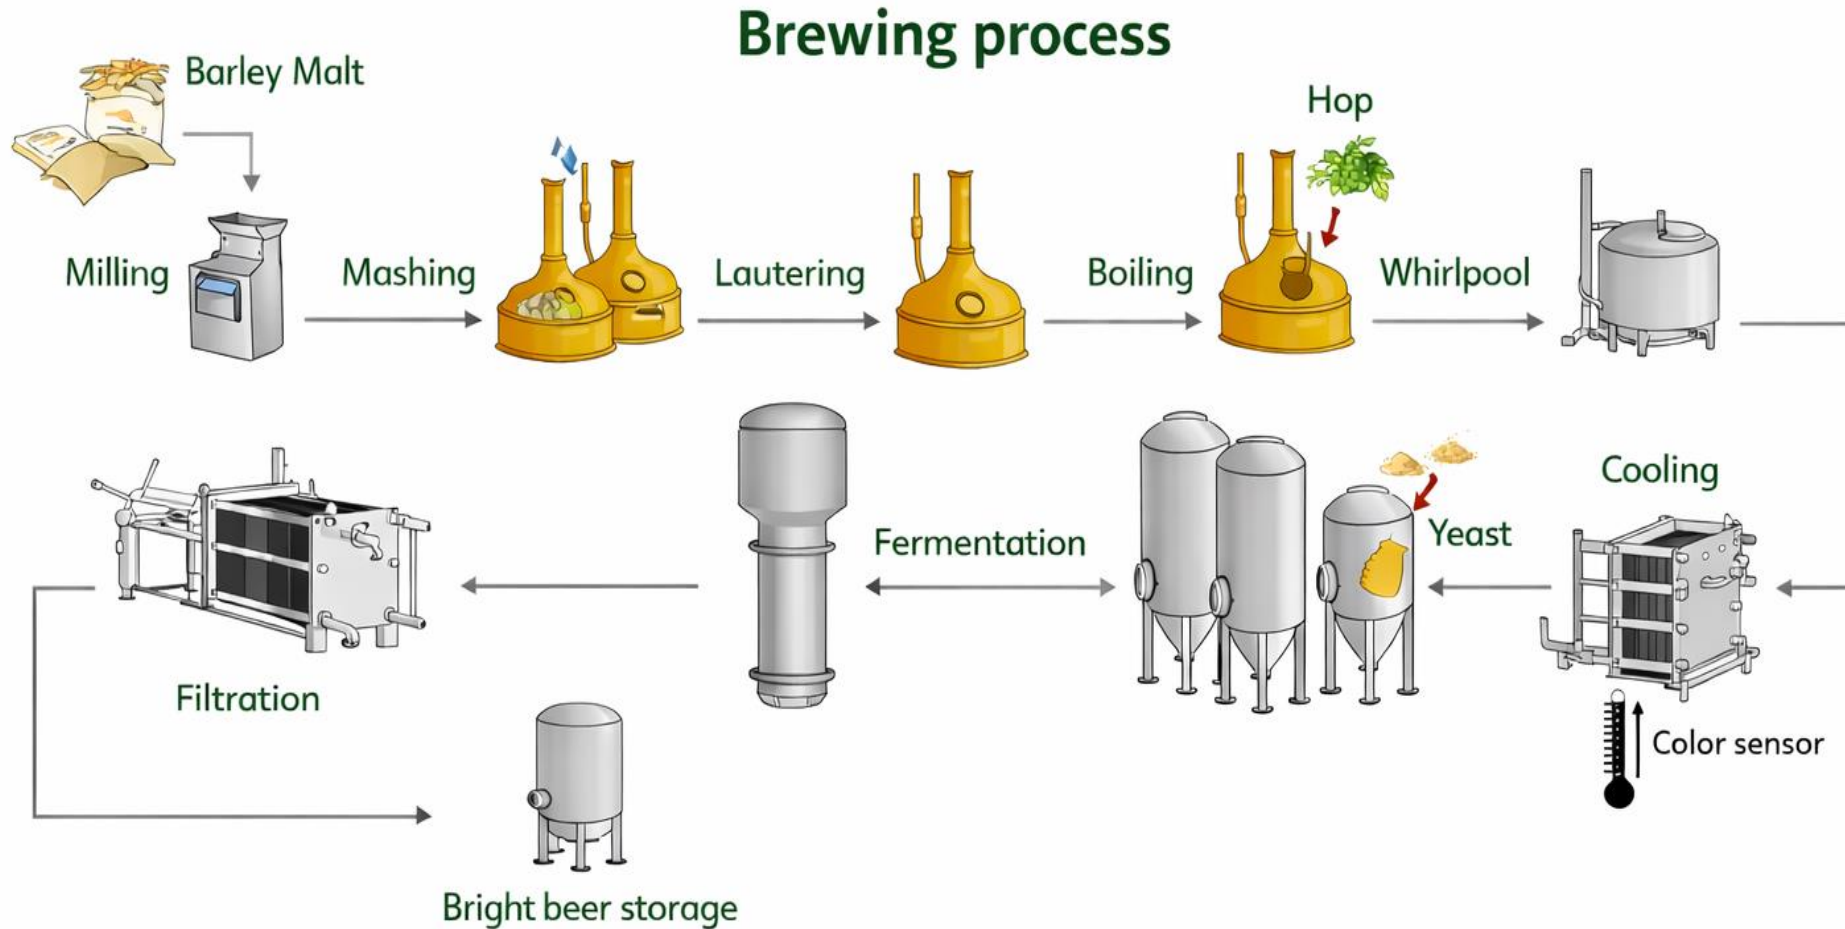 Brewing process
Barley Malt
Hop
Milling
Mashing
Lautering
Boiling
Whirlpool
Cooling
Yeast
Fermentation
Filtration
Color sensor
Bright beer storage